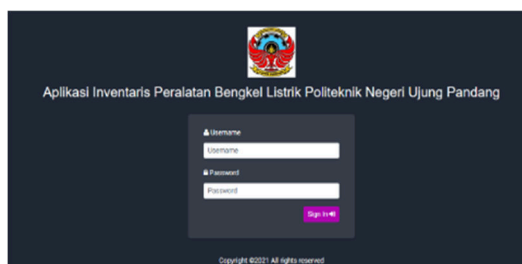 Aplikasi Inventaris Peralatan Bengkel Listrik Politeknik Negeri Ujung Pandang
Username
Username
Password
Password
Sign In
Copyright ©2021 All rights reserved